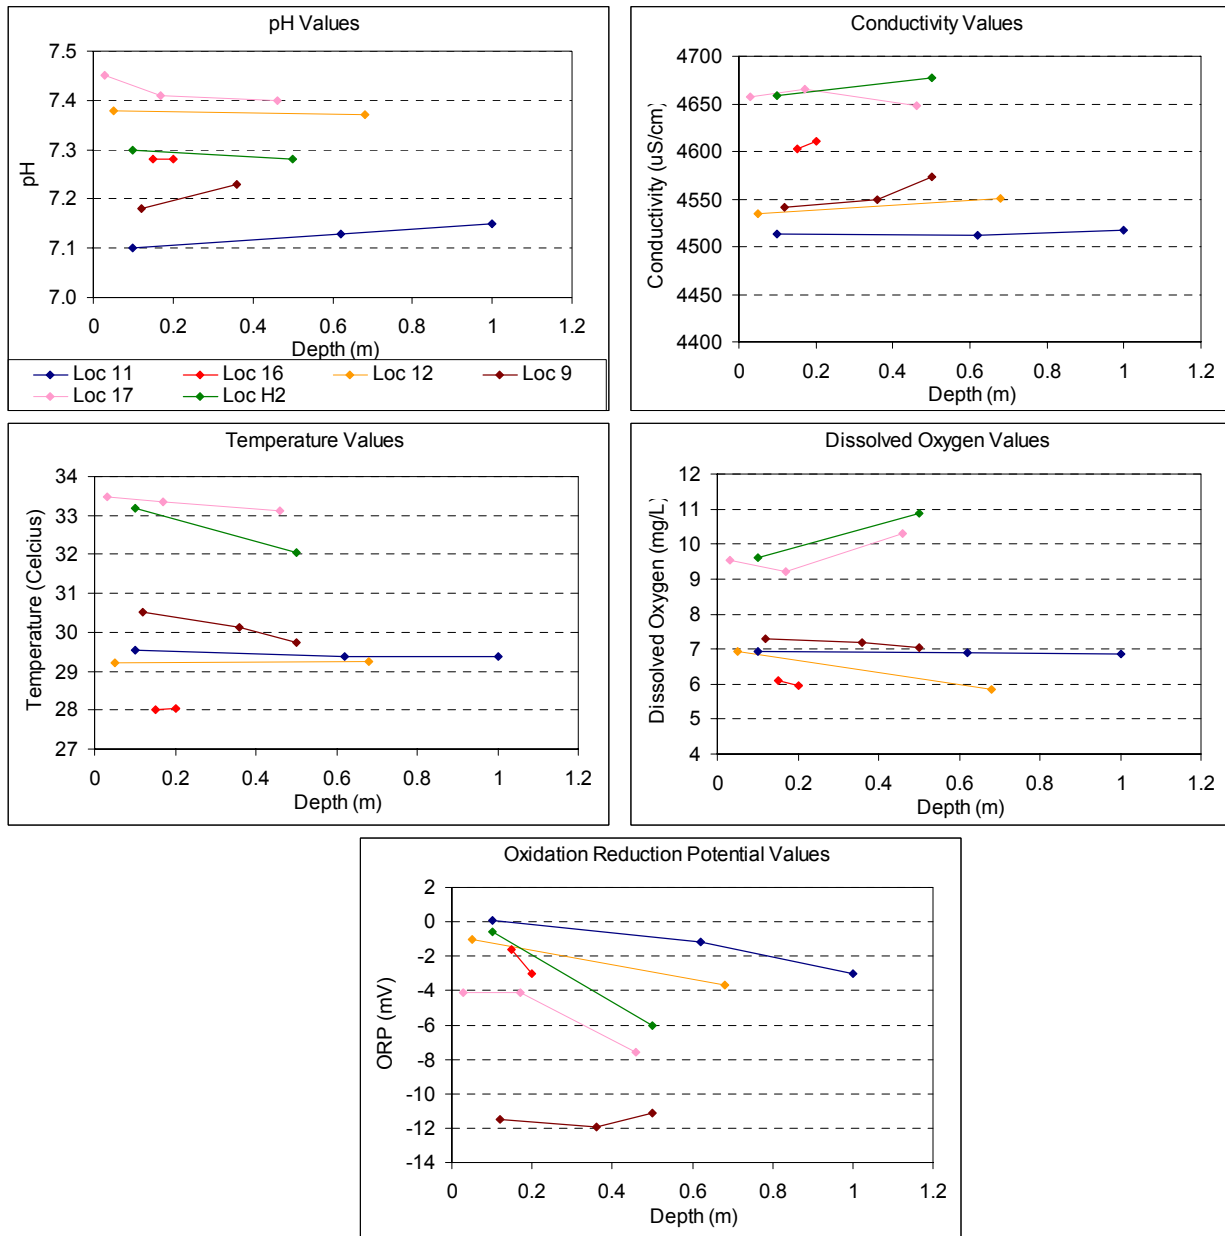 pH Values
7.5
7.4
7.3
7.2
7.1
7.0
pH
0 0.2 0.4 0.6 0.8 1 1.2
Depth (m)
Loc 11 Loc 16 Loc 12 Loc 9
Loc 17 Loc H2
Conductivity Values
4700
4650
4600
4550
4500
4450
4400
Conductivity (uS/cm)
0 0.2 0.4 0.6 0.8 1 1.2
Depth (m)
Temperature Values
34
33
32
31
30
29
28
27
Temperature (Celcius)
0 0.2 0.4 0.6 0.8 1 1.2
Depth (m)
Dissolved Oxygen Values
12
11
10
9
8
7
6
5
4
Dissolved Oxygen (mg/L)
0 0.2 0.4 0.6 0.8 1 1.2
Depth (m)
Oxidation Reduction Potential Values
2
0
-2
-4
-6
-8
-10
-12
-14
ORP (mV)
0 0.2 0.4 0.6 0.8 1 1.2
Depth (m)